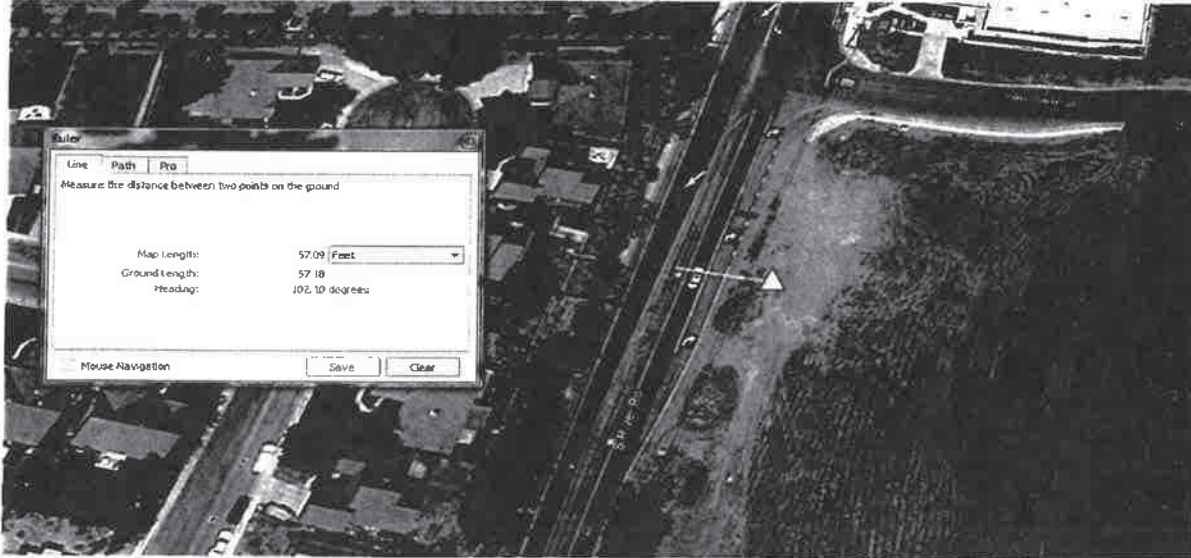 Ruler
Line Path Pro
Measure the distance between two points on the ground
Map Length: 57.09 Feet
Ground Length: 57.18
Heading: 102.10 degrees
Mouse Navigation Save Clear